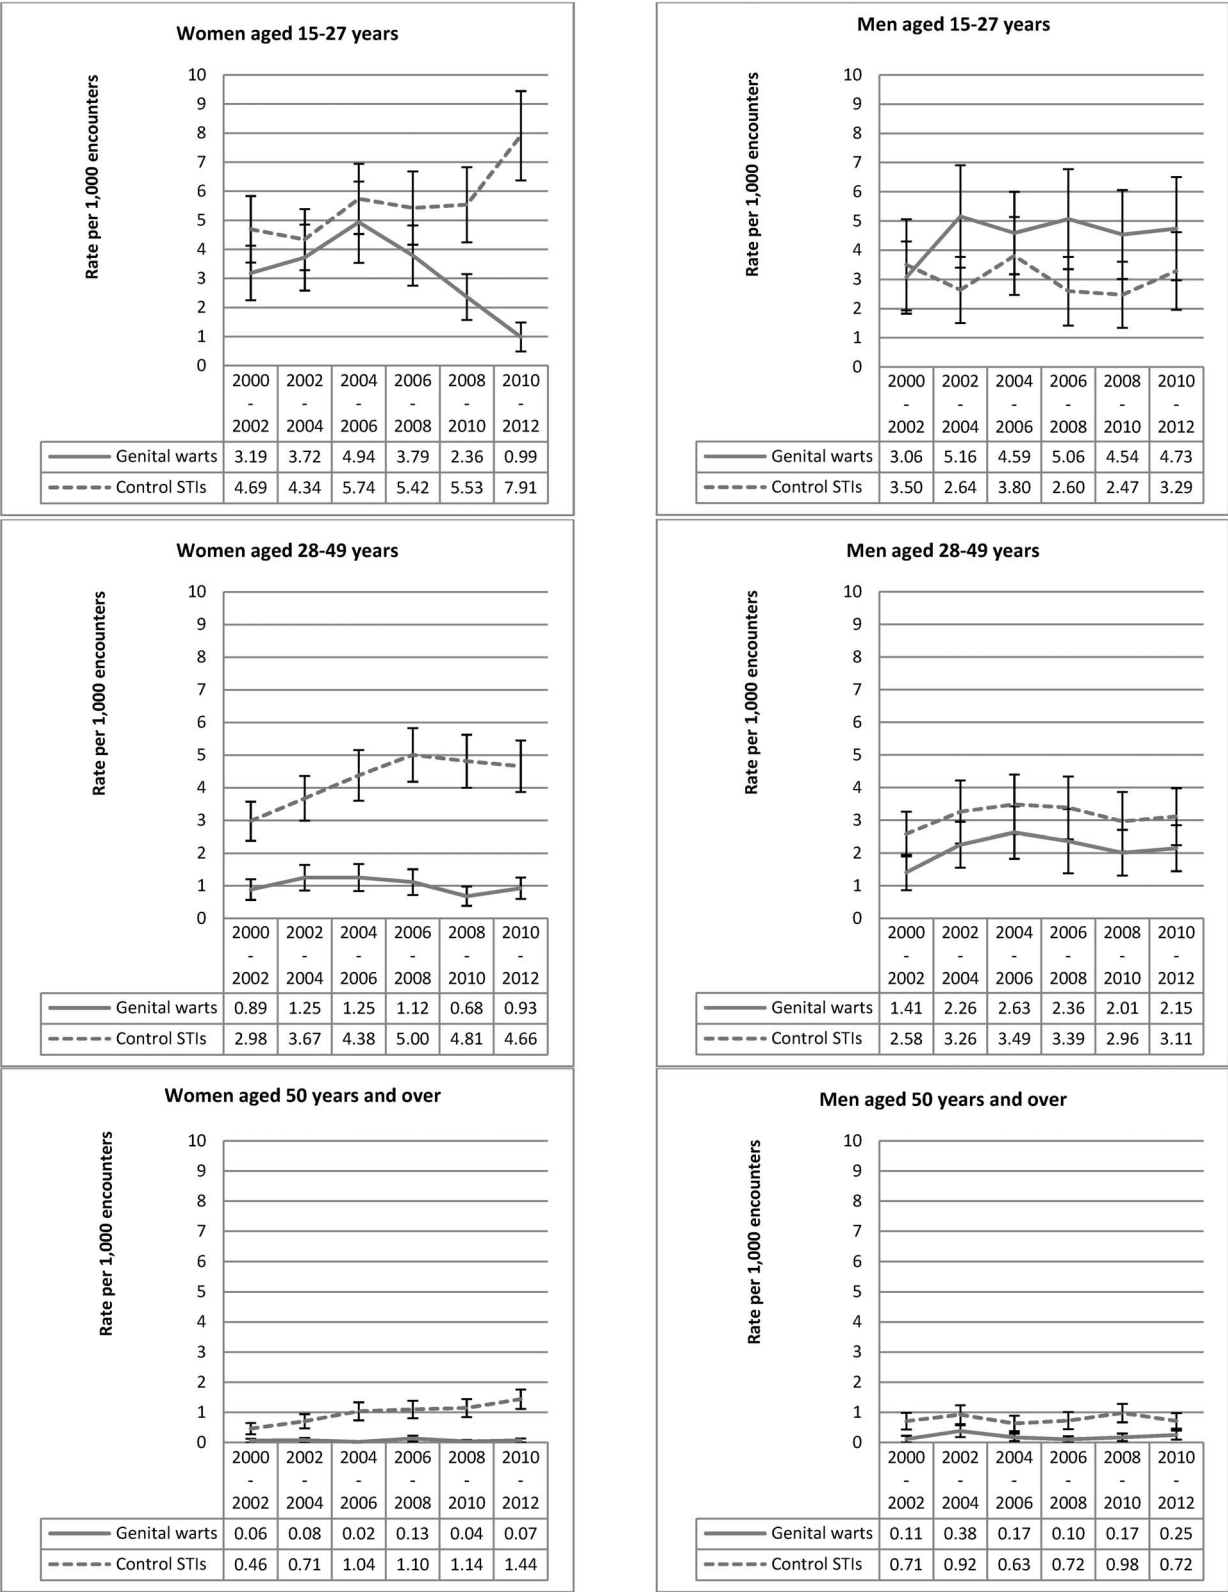 Women aged 15-27 years
Rate per 1,000 encounters
10
9
8
7
6
5
4
3
2
1
0
2000 2002 2004 2006 2008 2010
- - - - - -
2002 2004 2006 2008 2010 2012
Genital warts 3.19 3.72 4.94 3.79 2.36 0.99
Control STIs 4.69 4.34 5.74 5.42 5.53 7.91
Men aged 15-27 years
Rate per 1,000 encounters
10
9
8
7
6
5
4
3
2
1
0
2000 2002 2004 2006 2008 2010
- - - - - -
2002 2004 2006 2008 2010 2012
Genital warts 3.06 5.16 4.59 5.06 4.54 4.73
Control STIs 3.50 2.64 3.80 2.60 2.47 3.29
Women aged 28-49 years
Rate per 1,000 encounters
10
9
8
7
6
5
4
3
2
1
0
2000 2002 2004 2006 2008 2010
- - - - - -
2002 2004 2006 2008 2010 2012
Genital warts 0.89 1.25 1.25 1.12 0.68 0.93
Control STIs 2.98 3.67 4.38 5.00 4.81 4.66
Men aged 28-49 years
Rate per 1,000 encounters
10
9
8
7
6
5
4
3
2
1
0
2000 2002 2004 2006 2008 2010
- - - - - -
2002 2004 2006 2008 2010 2012
Genital warts 1.41 2.26 2.63 2.36 2.01 2.15
Control STIs 2.58 3.26 3.49 3.39 2.96 3.11
Women aged 50 years and over
Rate per 1,000 encounters
10
9
8
7
6
5
4
3
2
1
0
2000 2002 2004 2006 2008 2010
- - - - - -
2002 2004 2006 2008 2010 2012
Genital warts 0.06 0.08 0.02 0.13 0.04 0.07
Control STIs 0.46 0.71 1.04 1.10 1.14 1.44
Men aged 50 years and over
Rate per 1,000 encounters
10
9
8
7
6
5
4
3
2
1
0
2000 2002 2004 2006 2008 2010
- - - - - -
2002 2004 2006 2008 2010 2012
Genital warts 0.11 0.38 0.17 0.10 0.17 0.25
Control STIs 0.71 0.92 0.63 0.72 0.98 0.72